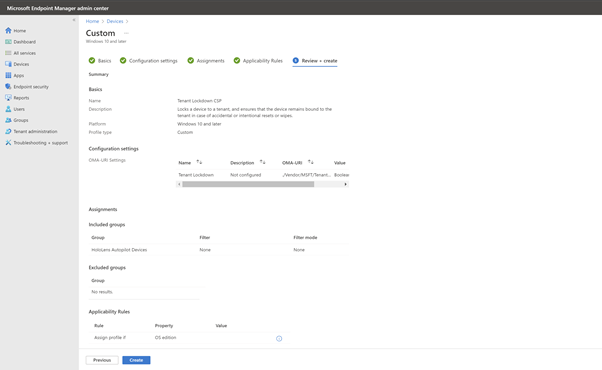 Microsoft Endpoint Manager admin center
Home
Dashboard
All services
Devices
Apps
Endpoint security
Reports
Users
Groups
Tenant administration
Troubleshooting + support
Home > Devices >
Custom ...
Windows 10 and later
Basics Configuration settings Assignments Applicability Rules 5 Review + create
Summary
Basics
Name Tenant Lockdown CSP
Description Locks a device to a tenant, and ensures that the device remains bound to the
tenant in case of accidental or intentional resets or wipes.
Platform Windows 10 and later
Profile type Custom
Configuration settings
OMA-URI Settings
Name Description OMA-URI Value
Tenant Lockdown Not configured ./Vendor/MSFT/Tenant... Boolean
Assignments
Included groups
Group Filter Filter mode
HoloLens Autopilot Devices None None
Excluded groups
Group
No results.
Applicability Rules
Rule Property Value
Assign profile if OS edition
Previous Create